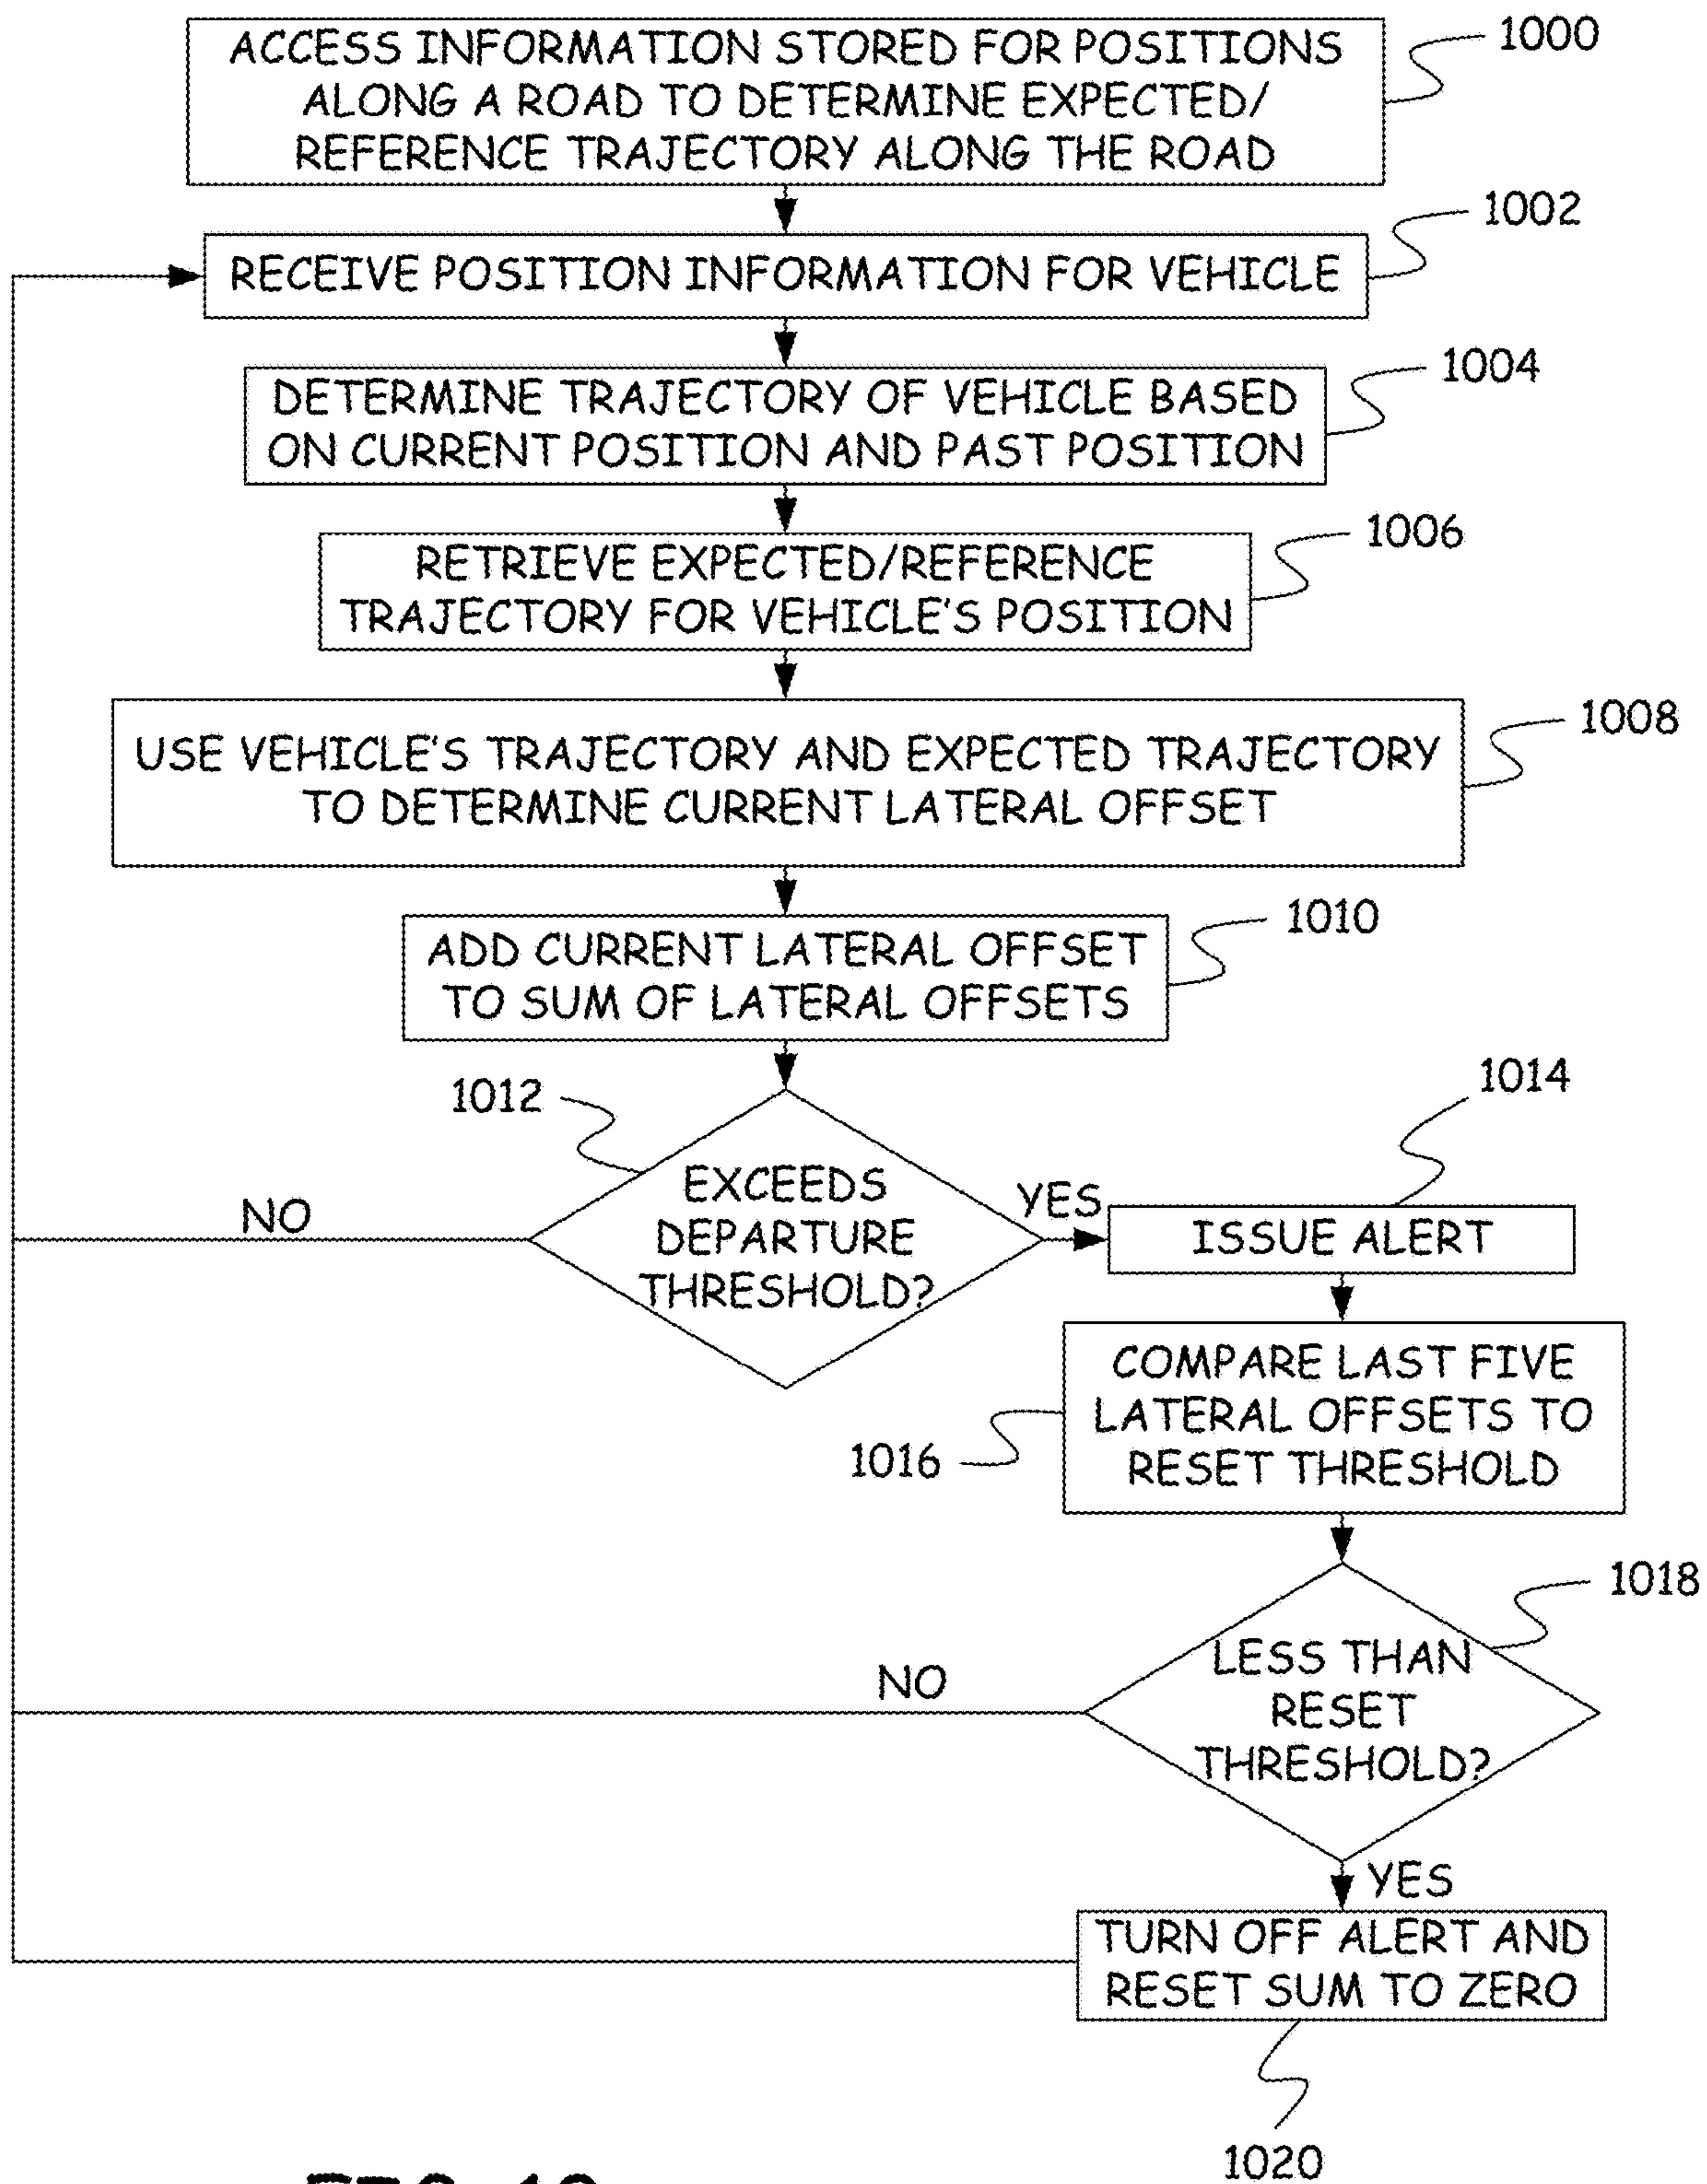 ACCESS INFORMATION STORED FOR POSITIONS
ALONG A ROAD TO DETERMINE EXPECTED/
REFERENCE TRAJECTORY ALONG THE ROAD
1000
RECEIVE POSITION INFORMATION FOR VEHICLE
1002
DETERMINE TRAJECTORY OF VEHICLE BASED
ON CURRENT POSITION AND PAST POSITION
1004
RETRIEVE EXPECTED/REFERENCE
TRAJECTORY FOR VEHICLE'S POSITION
1006
USE VEHICLE'S TRAJECTORY AND EXPECTED TRAJECTORY
TO DETERMINE CURRENT LATERAL OFFSET
1008
ADD CURRENT LATERAL OFFSET
TO SUM OF LATERAL OFFSETS
1010
1012
EXCEEDS
DEPARTURE
THRESHOLD?
NO
YES
1014
ISSUE ALERT
COMPARE LAST FIVE
LATERAL OFFSETS TO
RESET THRESHOLD
1016
1018
LESS THAN
RESET
THRESHOLD?
NO
YES
TURN OFF ALERT AND
RESET SUM TO ZERO
1020